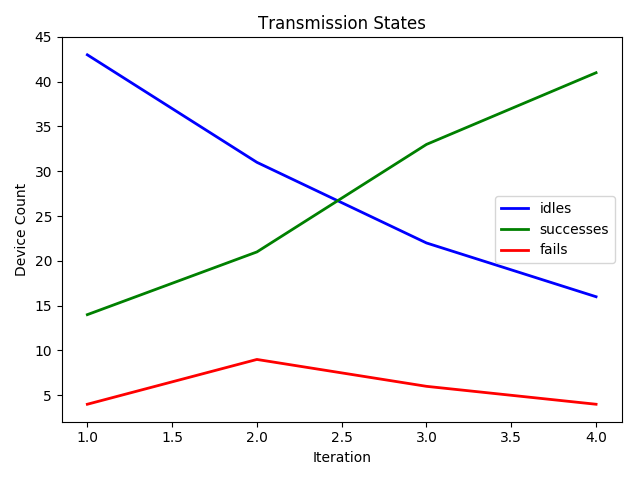 Transmission States
45
40
35
30
25
20
15
10
5
Device Count
idles
successes
fails
1.0 1.5 2.0 2.5 3.0 3.5 4.0
Iteration